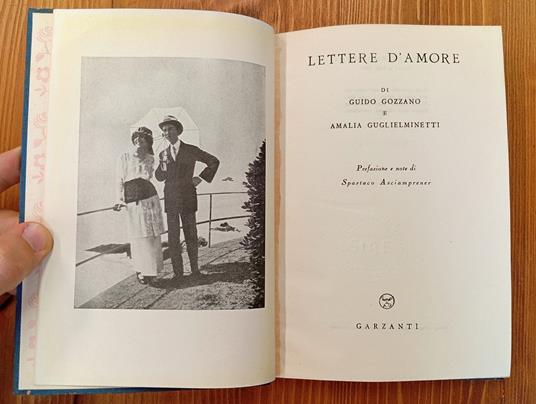 LETTERE D'AMORE
DI
GUIDO GOZZANO
E
AMALIA GUGLIELMINETTI
Prefazione e note di
Spartaco Asciamprener
GARZANTI